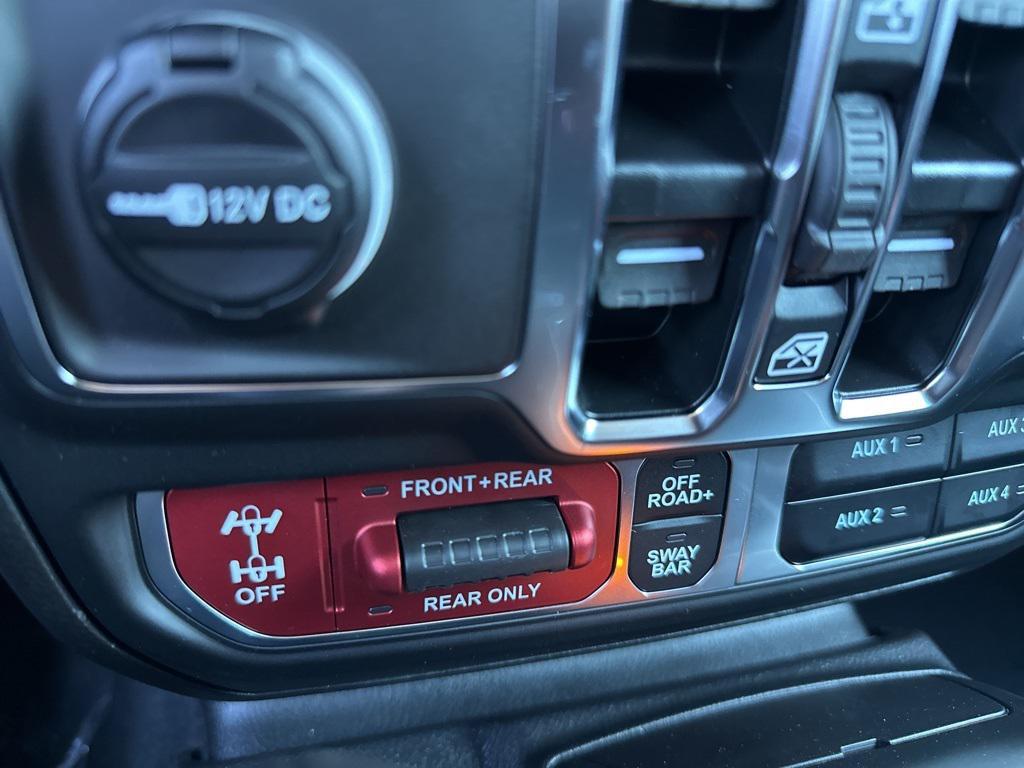 12V DC
FRONT+REAR
OFF
REAR ONLY
OFF
ROAD+
SWAY
BAR
AUX 1
AUX 2
AUX 3
AUX 4